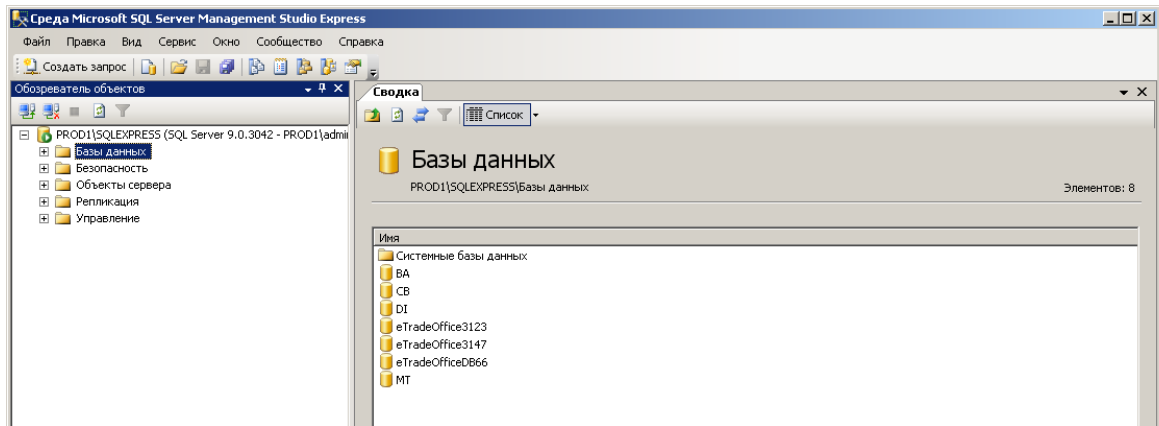 Среда Microsoft SQL Server Management Studio Express
Файл Правка Вид Сервис Окно Сообщество Справка
Создать запрос
Обозреватель объектов
PROD1\SQLEXPRESS (SQL Server 9.0.3042 - PROD1\admin
Базы данных
Безопасность
Объекты сервера
Репликация
Управление
Сводка
Список
Базы данных
PROD1\SQLEXPRESS\Базы данных
Элементов: 8
Имя
Системные базы данных
BA
CB
DI
eTradeOffice3123
eTradeOffice3147
eTradeOfficeDB66
MT